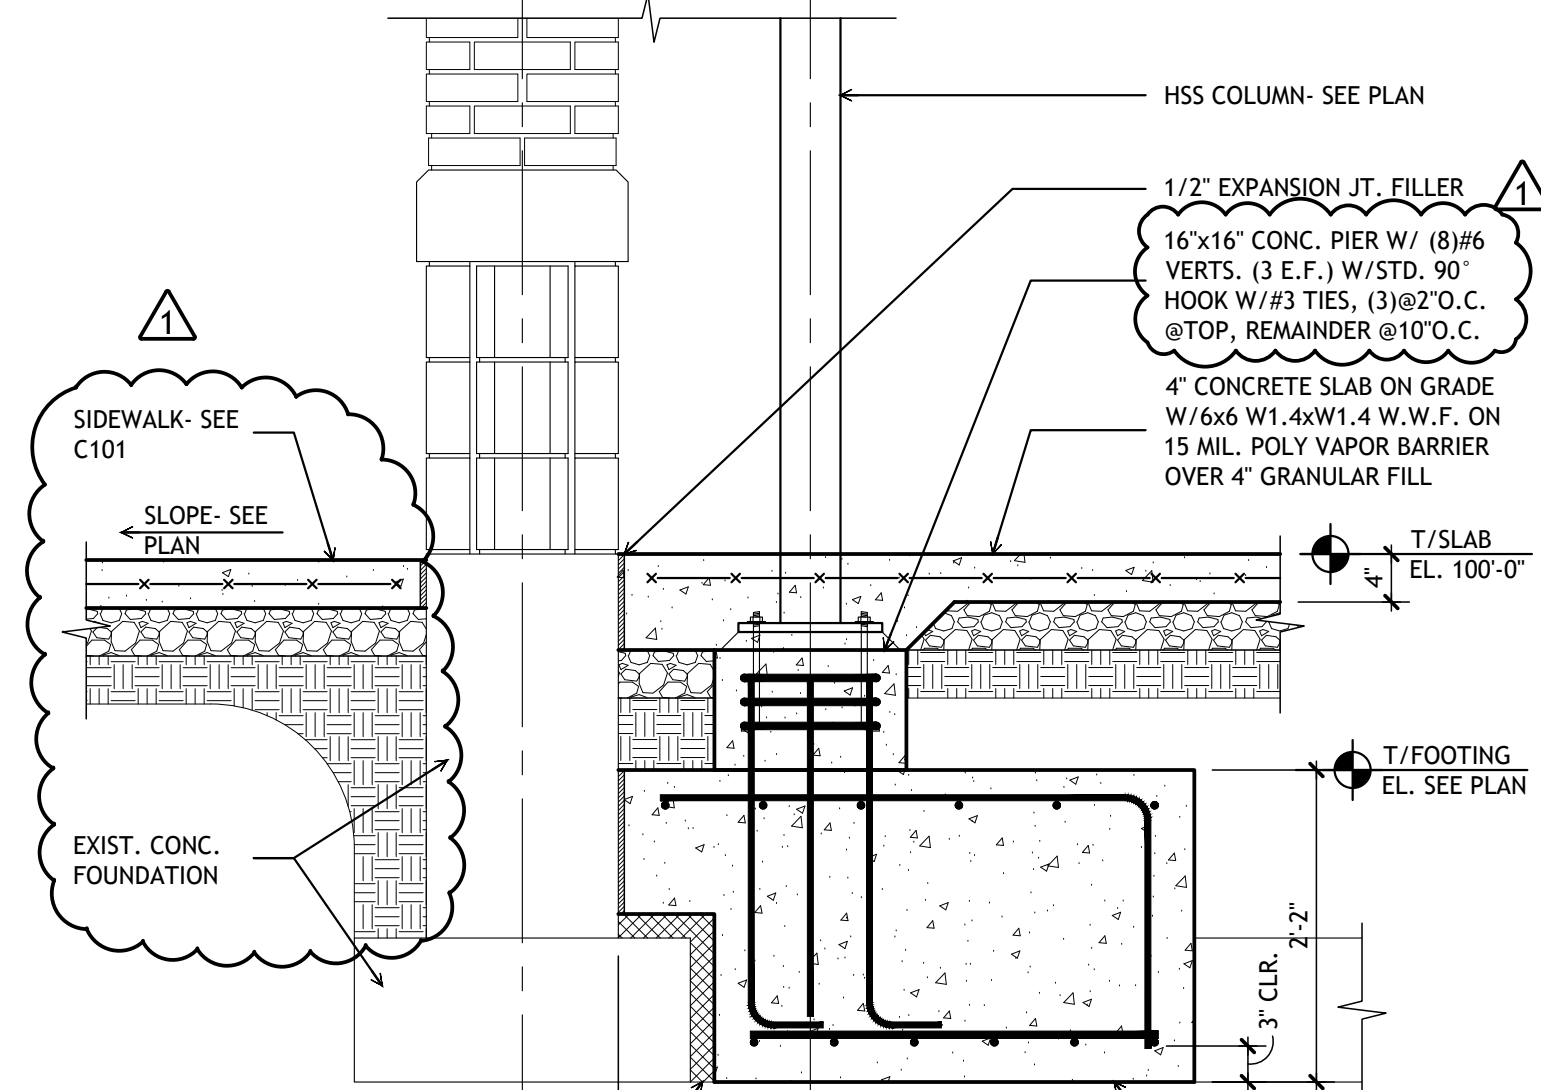 HSS COLUMN- SEE PLAN
1/2" EXPANSION JT. FILLER
1
16"x16" CONC. PIER W/ (8)#6
VERTS. (3 E.F.) W/STD. 90°
HOOK W/#3 TIES, (3)@2"O.C.
@TOP, REMAINDER @10"O.C.
4" CONCRETE SLAB ON GRADE
W/6x6 W1.4xW1.4 W.W.F. ON
15 MIL. POLY VAPOR BARRIER
OVER 4" GRANULAR FILL
1
SIDEWALK- SEE
C101
SLOPE- SEE
PLAN
T/SLAB
EL. 100'-0"
4"
T/FOOTING
EL. SEE PLAN
EXIST. CONC.
FOUNDATION
2'-2"
3" CLR.